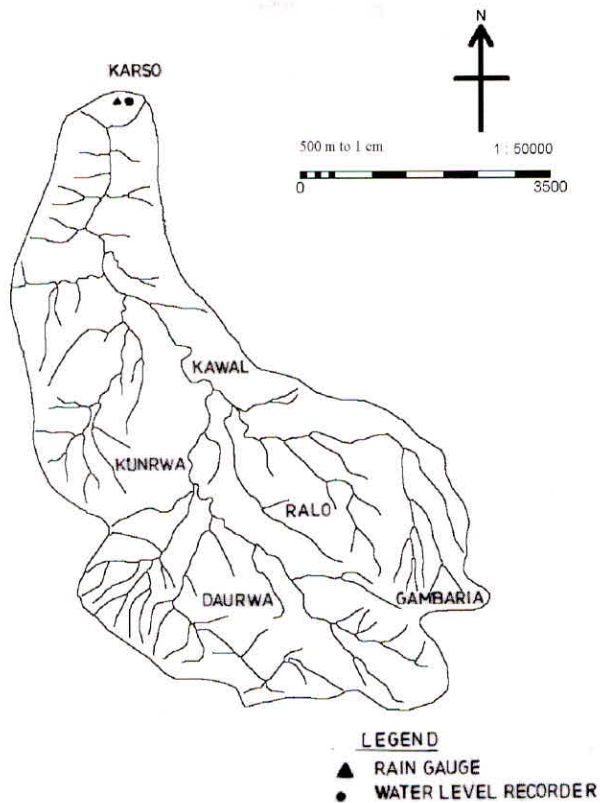 N
KARSO
500 m to 1 cm
1 : 50000
0
3500
KAWAL
KUNRWA
RALO
DAURWA
GAMBARIA
LEGEND
RAIN GAUGE
WATER LEVEL RECORDER